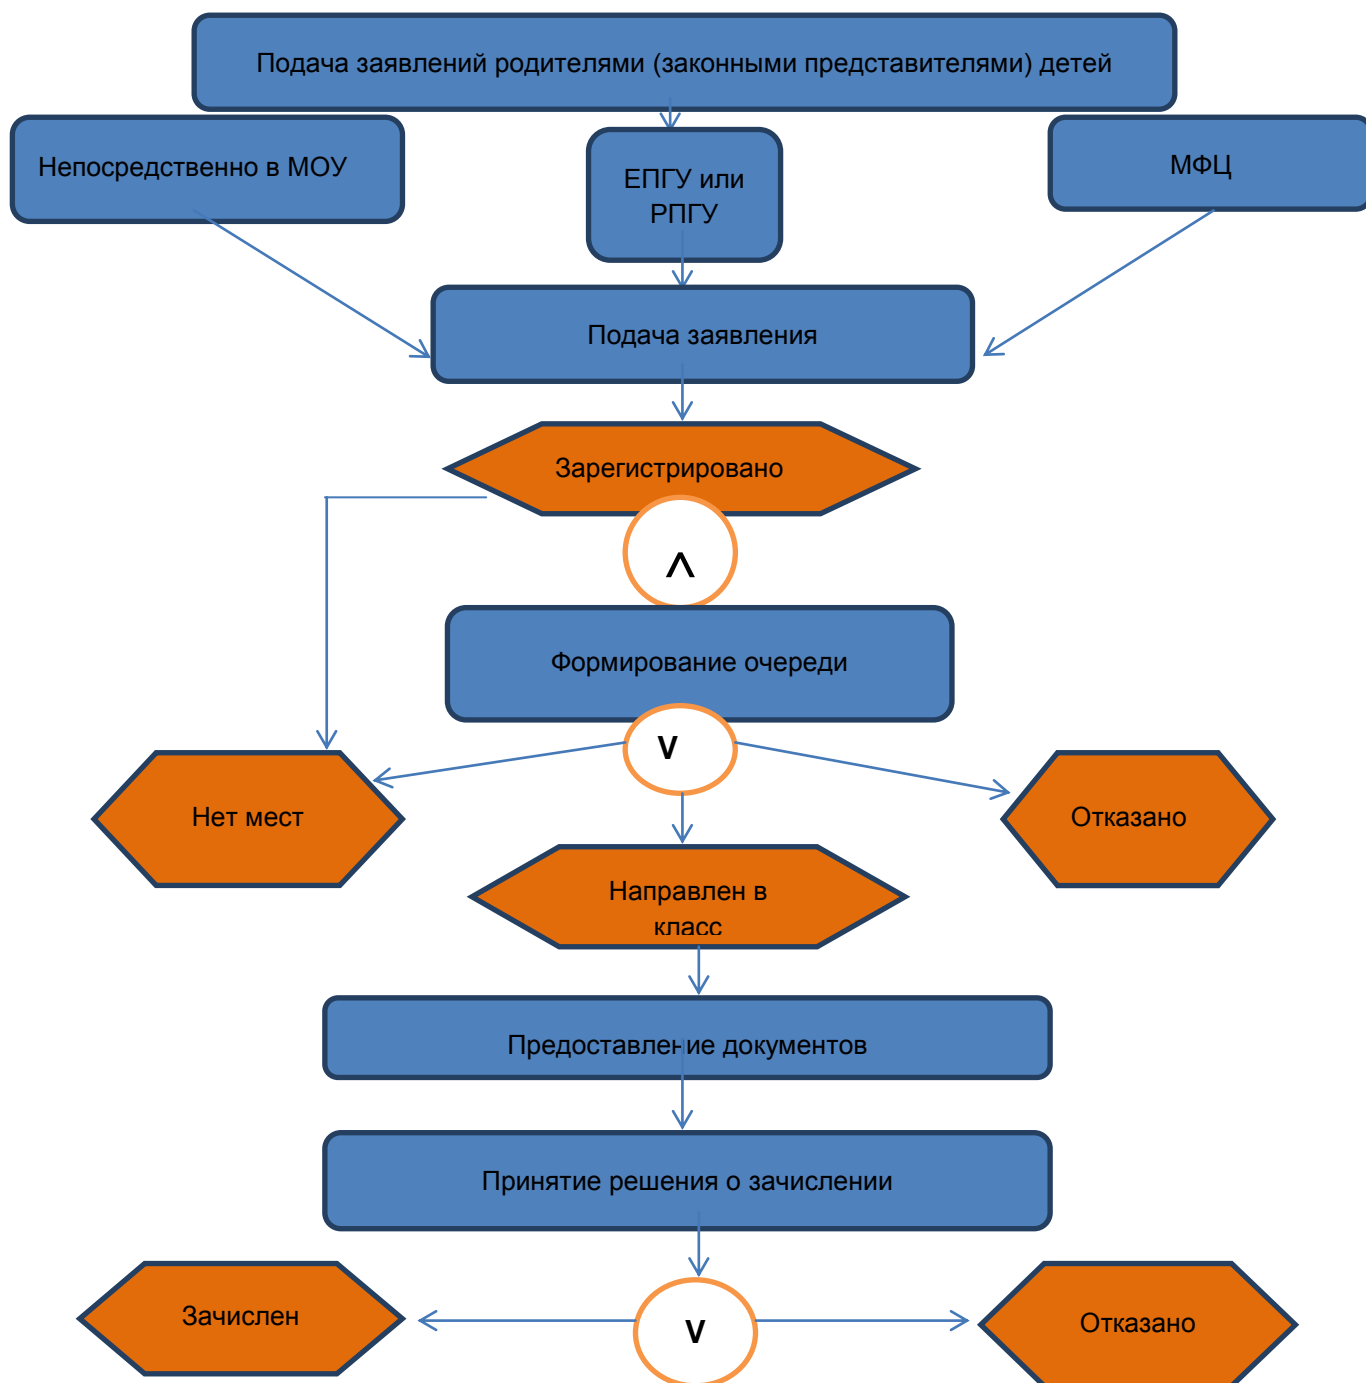 Подача заявлений родителями (законными представителями) детей
Непосредственно в МОУ
ЕПГУ или
РПГУ
МФЦ
Подача заявления
Зарегистрировано
^
Формирование очереди
v
Нет мест
Отказано
Направлен в
класс
Предоставление документов
Принятие решения о зачислении
Зачислен
v
Отказано